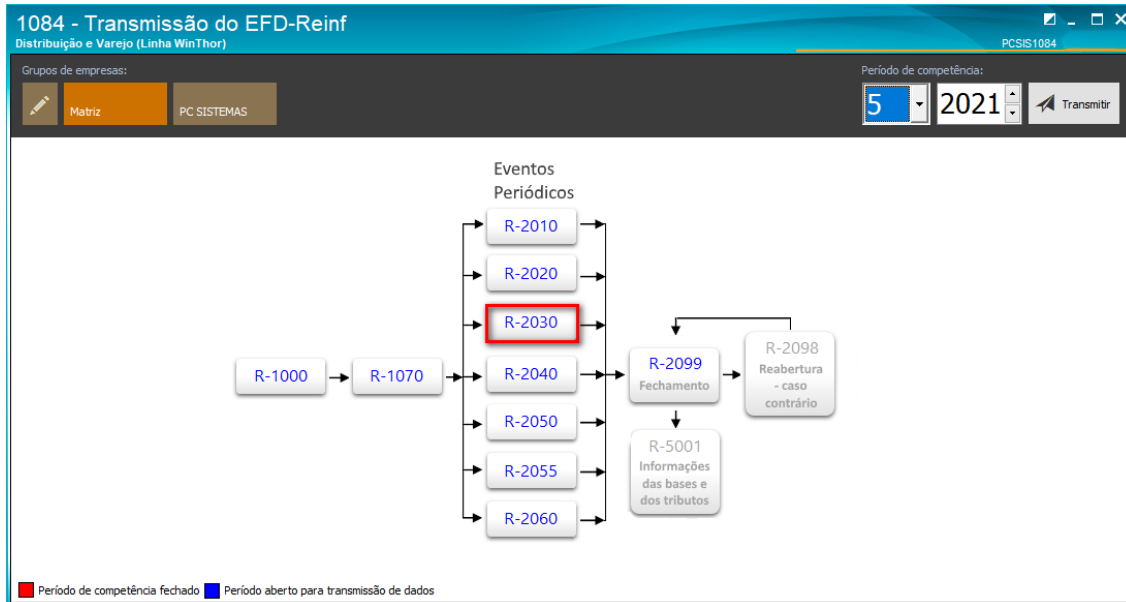 1084 - Transmissão do EFD-Reinf
Distribuição e Varejo (Linha WinThor)
PCSIS1084
Grupos de empresas:
Matriz
PC SISTEMAS
Período de competência:
5
2021
Transmitir
Eventos
Periódicos
R-2010
R-2020
R-2030
R-2040
R-2050
R-2055
R-2060
R-1000
R-1070
R-2099
Fechamento
R-2098
Reabertura
- caso
contrário
R-5001
Informações
das bases e
dos tributos
Período de competência fechado
Período aberto para transmissão de dados